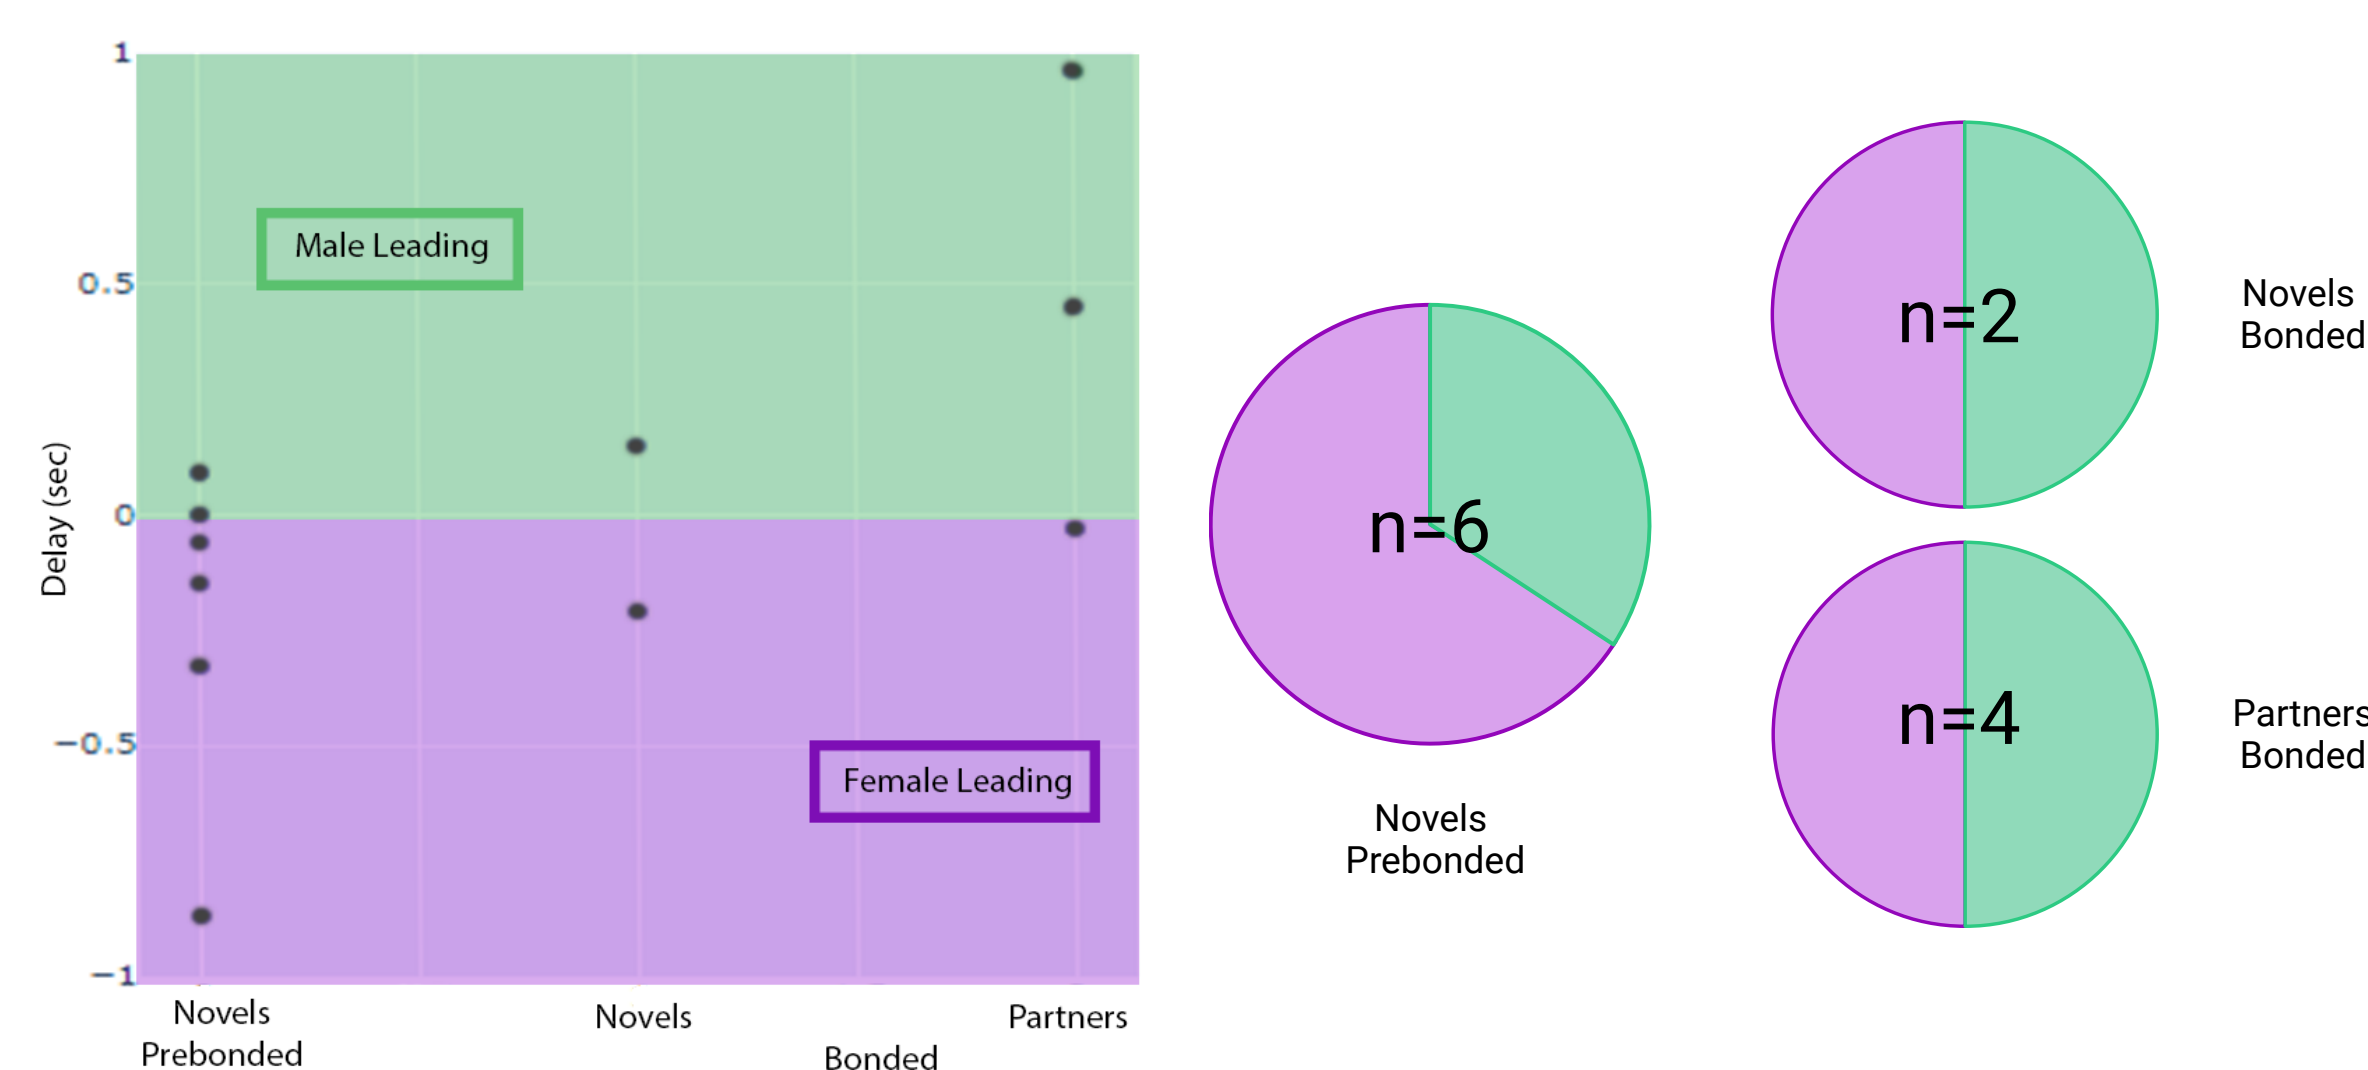 1
0.5
0
−0.5
−1
Delay (sec)
Male Leading
Female Leading
Novels
Prebonded
Novels
Partners
Bonded
n=6
Novels
Prebonded
n=2
Novels
Bonded
n=4
Partners
Bonded